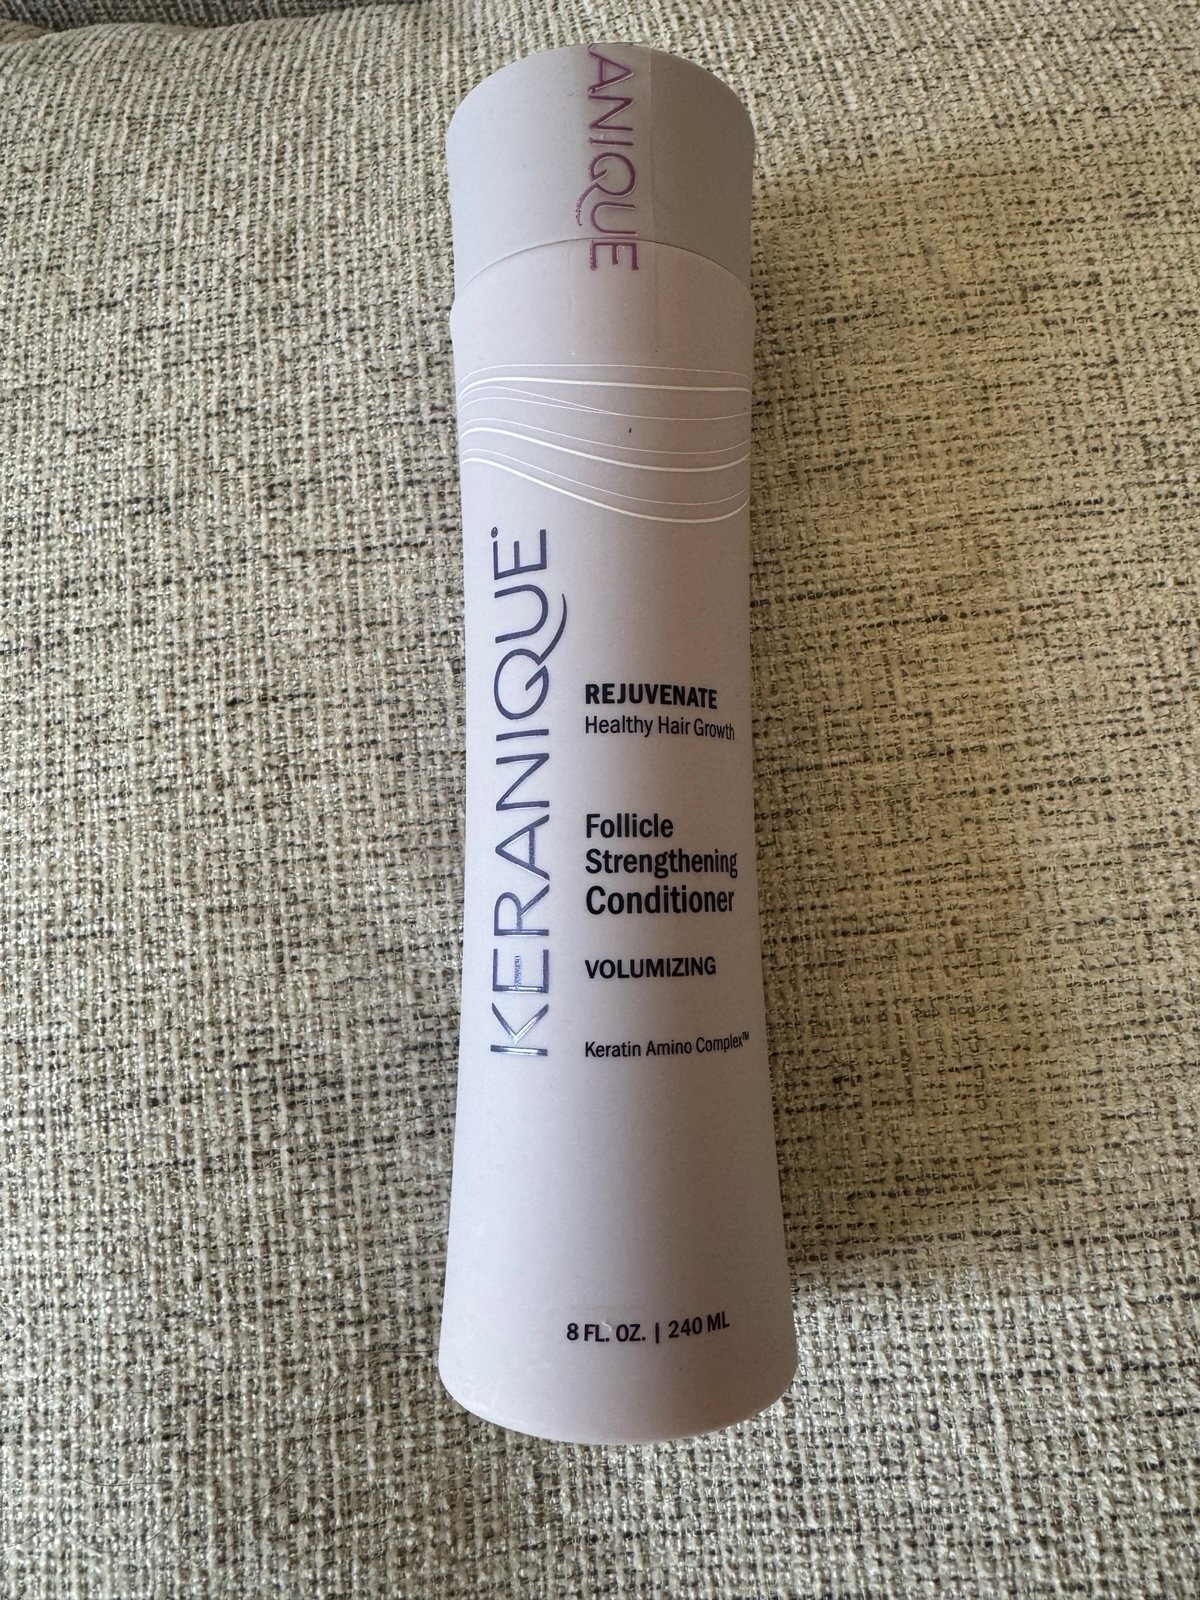 ANIQUE
KERANIQUE
REJUVENATE
Healthy Hair Growth
Follicle
Strengthening
Conditioner
VOLUMIZING
Keratin Amino Complex™
8 FL. OZ. | 240 ML